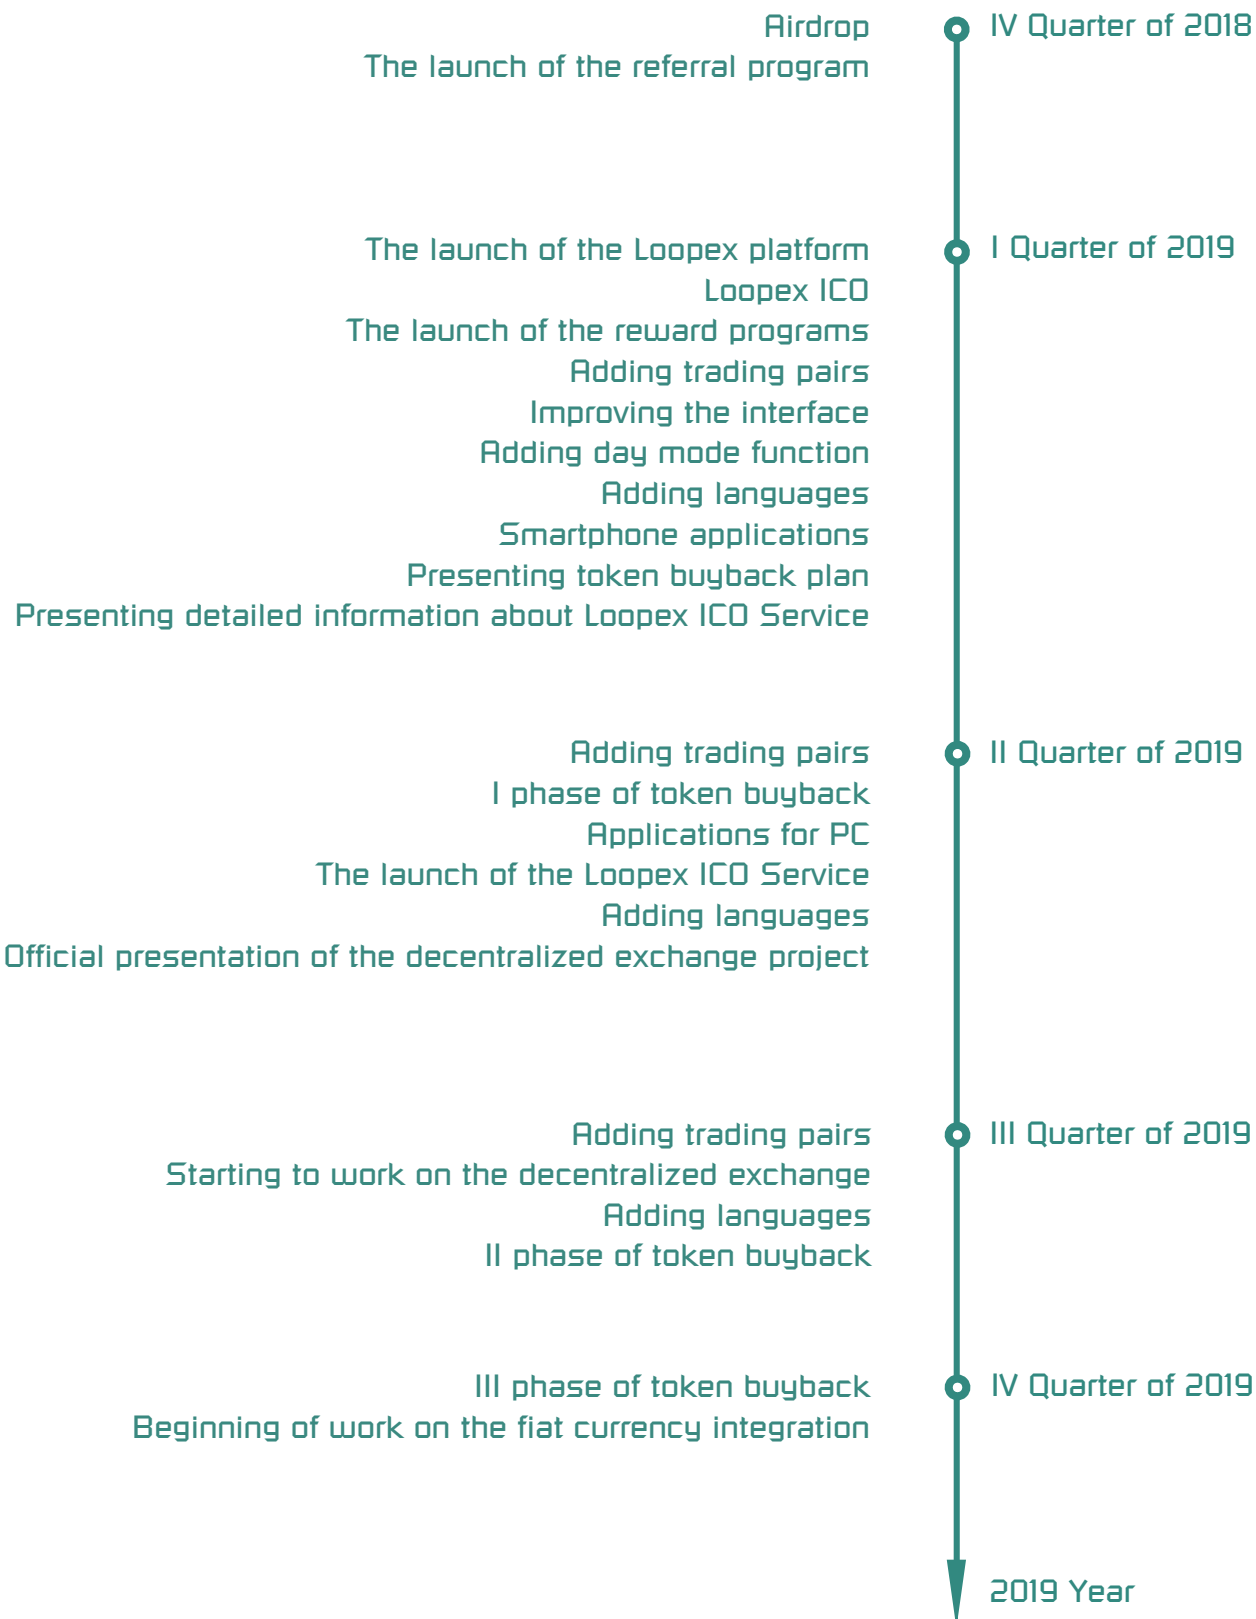 Airdrop
IV Quarter of 2018
The launch of the referral program
The launch of the Loopex platform
I Quarter of 2019
Loopex ICO
The launch of the reward programs
Adding trading pairs
Improving the interface
Adding day mode function
Adding languages
Smartphone applications
Presenting token buyback plan
Presenting detailed information about Loopex ICO Service
Adding trading pairs
II Quarter of 2019
I phase of token buyback
Applications for PC
The launch of the Loopex ICO Service
Adding languages
Official presentation of the decentralized exchange project
Adding trading pairs
III Quarter of 2019
Starting to work on the decentralized exchange
Adding languages
II phase of token buyback
III phase of token buyback
IV Quarter of 2019
Beginning of work on the fiat currency integration
2019 Year